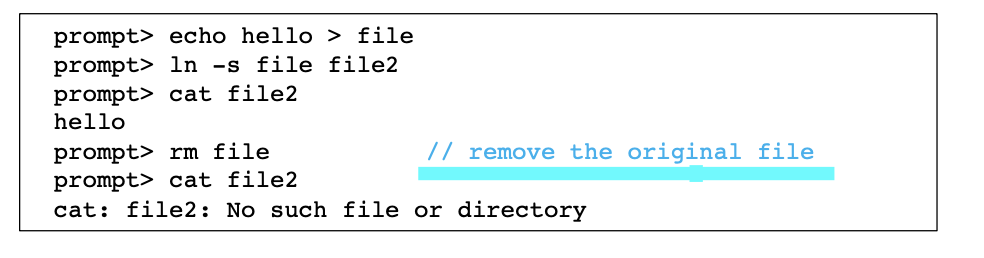 prompt> echo hello > file
prompt> ln -s file file2
prompt> cat file2
hello
prompt> rm file // remove the original file
prompt> cat file2
cat: file2: No such file or directory